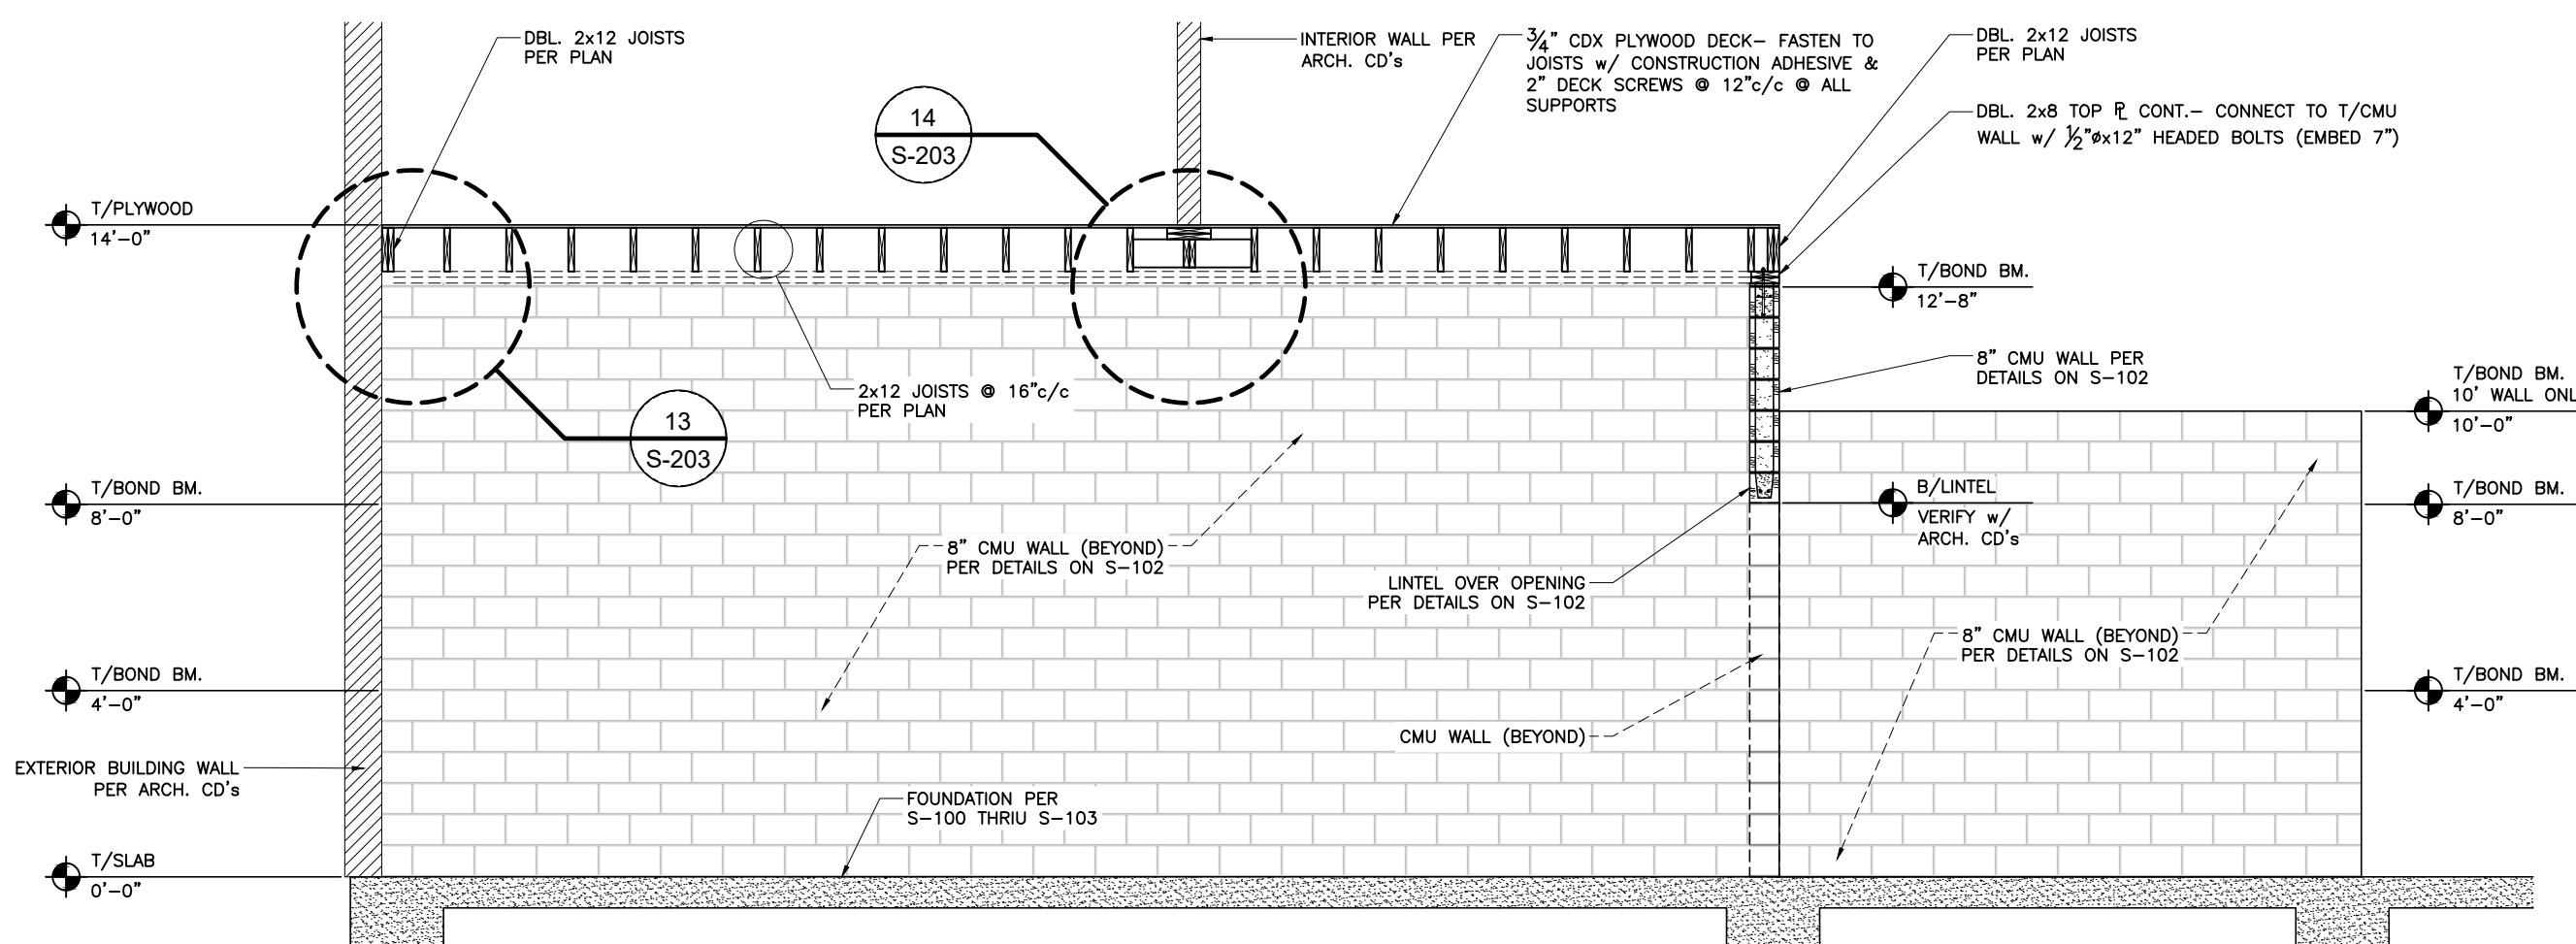 DBL. 2x12 JOISTS
PER PLAN
INTERIOR WALL PER
ARCH. CD's
3/4" CDX PLYWOOD DECK– FASTEN TO
JOISTS w/ CONSTRUCTION ADHESIVE &
2" DECK SCREWS @ 12"c/c @ ALL
SUPPORTS
DBL. 2x12 JOISTS
PER PLAN
DBL. 2x8 TOP ℄ CONT.– CONNECT TO T/CMU
WALL w/ 1/2"øx12" HEADED BOLTS (EMBED 7")
14
S-203
T/PLYWOOD
14'-0"
T/BOND BM.
12'-8"
8" CMU WALL PER
DETAILS ON S-102
2x12 JOISTS @ 16"c/c
PER PLAN
T/BOND BM.
10' WALL ONL
10'-0"
13
S-203
T/BOND BM.
8'-0"
B/LINTEL
VERIFY w/
ARCH. CD's
T/BOND BM.
8'-0"
8" CMU WALL (BEYOND)
PER DETAILS ON S-102
LINTEL OVER OPENING
PER DETAILS ON S-102
8" CMU WALL (BEYOND)
PER DETAILS ON S-102
T/BOND BM.
4'-0"
T/BOND BM.
4'-0"
CMU WALL (BEYOND)
EXTERIOR BUILDING WALL
PER ARCH. CD's
FOUNDATION PER
S-100 THRIU S-103
T/SLAB
0'-0"